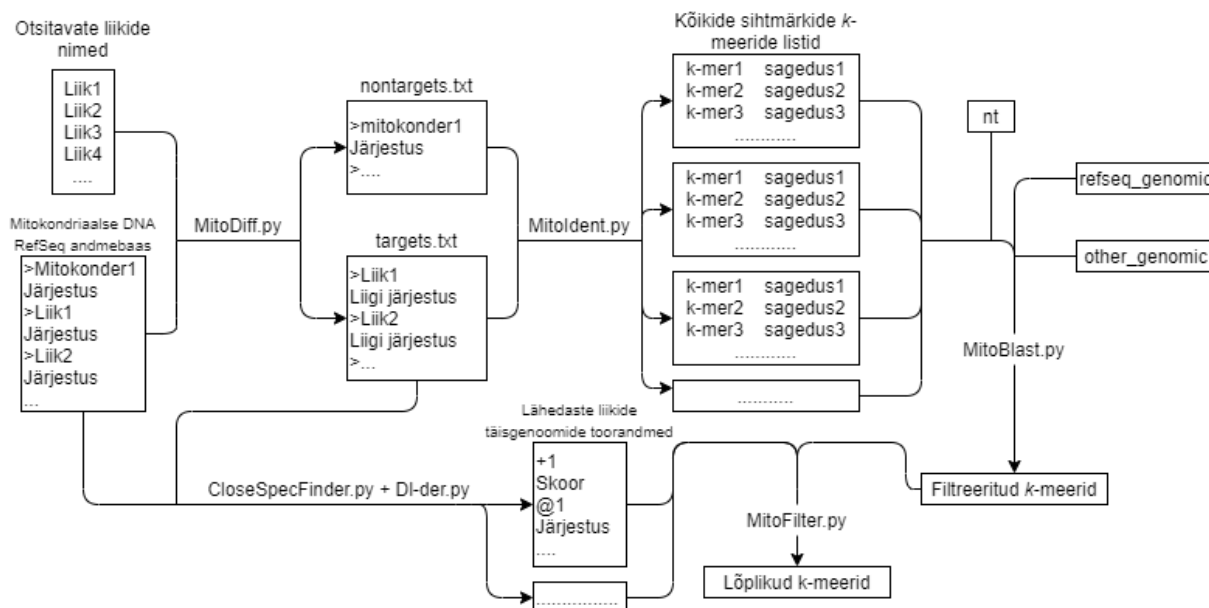 Otsitavate liikide
nimed
Liik1
Liik2
Liik3
Liik4
....
Mitokondriaalse DNA
RefSeq andmebaas
>Mitokonder1
Järjestus
>Liik1
Järjestus
>Liik2
Järjestus
...
MitoDiff.py
nontargets.txt
>mitokonder1
Järjestus
>....
targets.txt
>Liik1
Liigi järjestus
>Liik2
Liigi järjestus
>...
MitoIdent.py
Kõikide sihtmärkide k-
meeride listid
k-mer1 sagedus1
k-mer2 sagedus2
k-mer3 sagedus3
............
k-mer1 sagedus1
k-mer2 sagedus2
k-mer3 sagedus3
............
k-mer1 sagedus1
k-mer2 sagedus2
k-mer3 sagedus3
............
...........
nt
refseq_genomic
other_genomic
MitoBlast.py
Filtreeritud k-meerid
CloseSpecFinder.py + Dl-der.py
Lähedaste liikide
täisgenoomide toorandmed
+1
Skoor
@1
Järjestus
....
................
MitoFilter.py
Lõplikud k-meerid